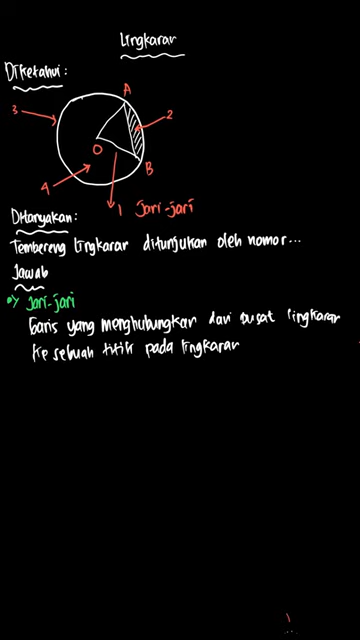 Lingkaran
Diketahui:
A
3
2
O
B
4
1 Jari-jari
Ditanyakan:
Tembereng lingkaran ditunjukan oleh nomor...
Jawab
Jari-jari
Garis yang menghubungkan dari pusat lingkaran
ke sebuah titik pada lingkaran